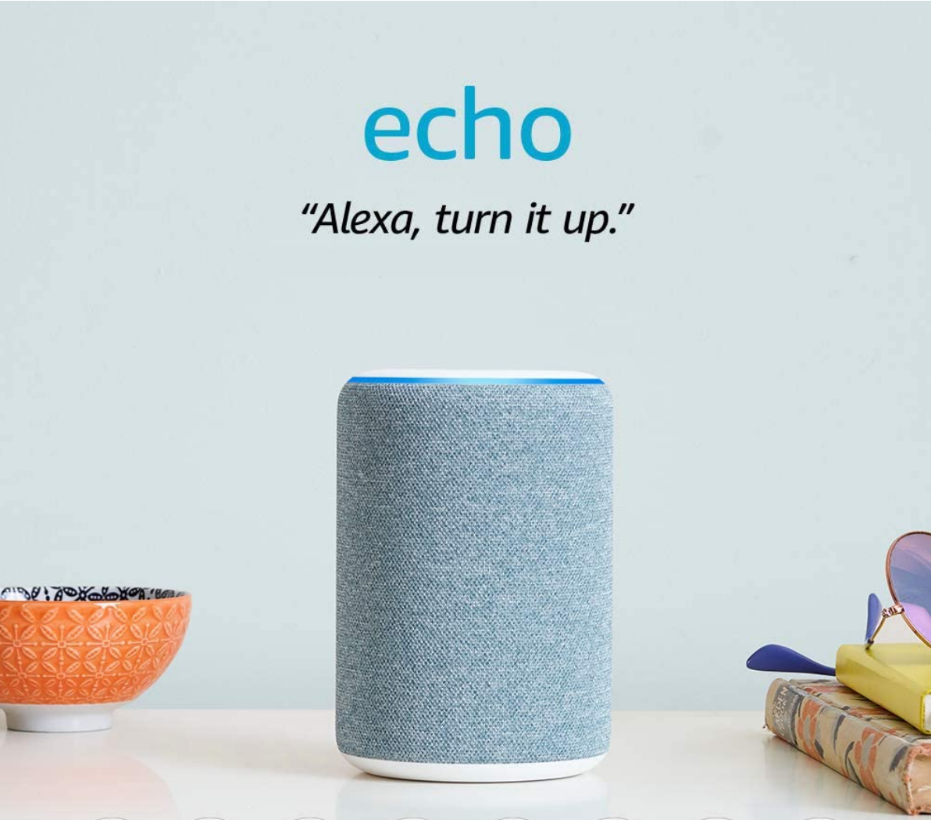 echo
“Alexa, turn it up.”